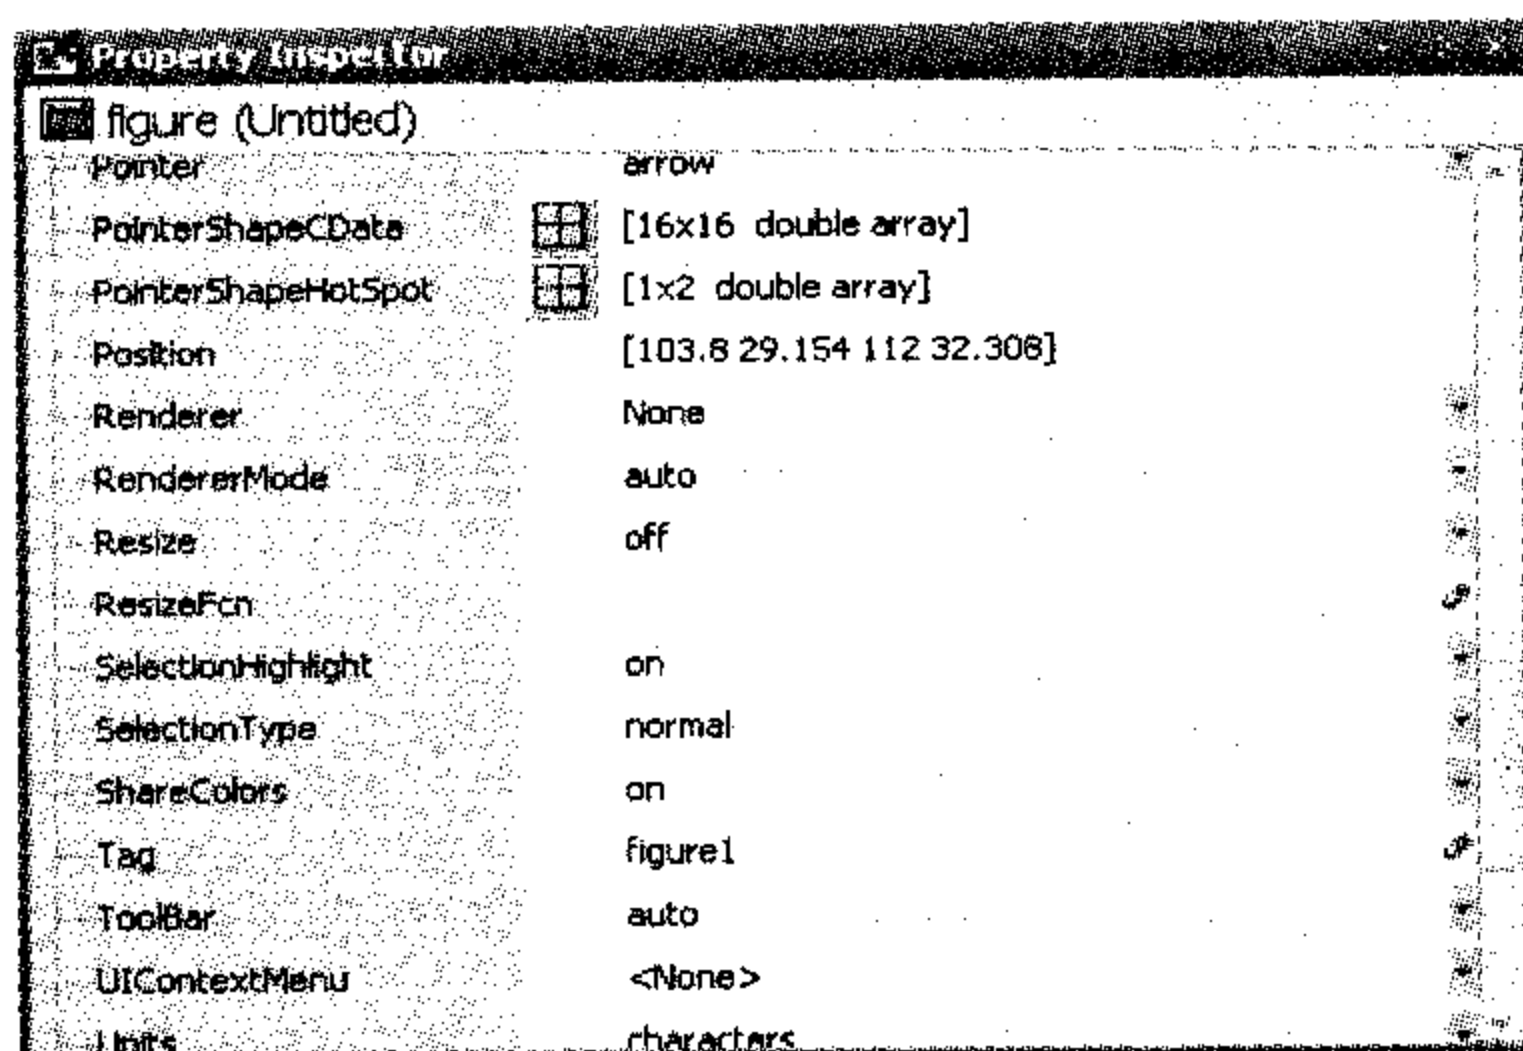 Property Inspector
figure (Untitled)
Pointer arrow
PointerShapeCData [16x16 double array]
PointerShapeHotSpot [1x2 double array]
Position [103.8 29.154 112 32.308]
Renderer None
RendererMode auto
Resize off
ResizeFcn
SelectionHighlight on
SelectionType normal
ShareColors on
Tag figure1
ToolBar auto
UIContextMenu <None>
Units characters